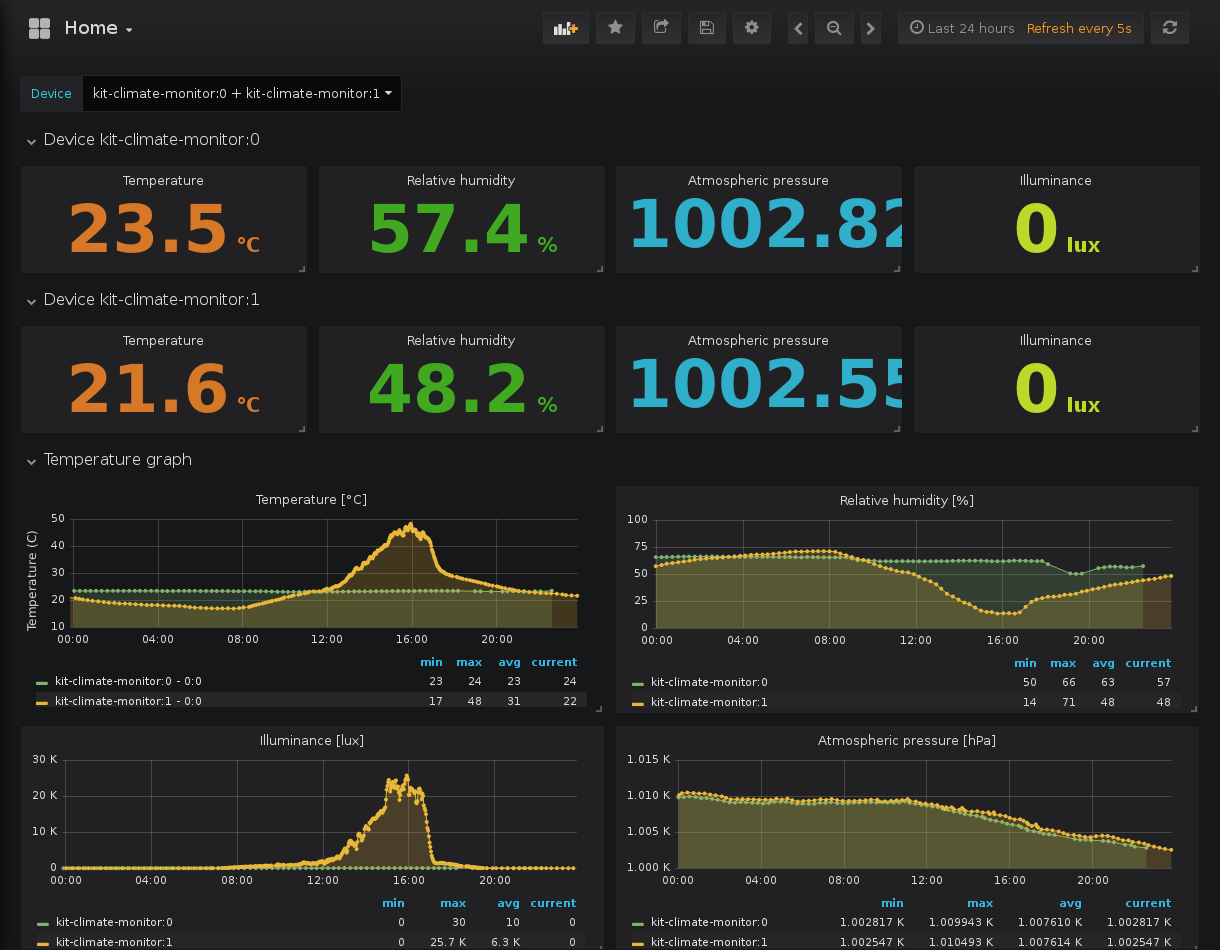 Home
Last 24 hours Refresh every 5s
Device kit-climate-monitor:0 + kit-climate-monitor:1
Device kit-climate-monitor:0
Temperature Relative humidity Atmospheric pressure Illuminance
23.5 °C 57.4 % 1002.82 0 lux
Device kit-climate-monitor:1
Temperature Relative humidity Atmospheric pressure Illuminance
21.6 °C 48.2 % 1002.55 0 lux
Temperature graph
Temperature [°C]
Temperature (C)
50
40
30
20
10
00:00 04:00 08:00 12:00 16:00 20:00
min max avg current
kit-climate-monitor:0 - 0:0 23 24 23 24
kit-climate-monitor:1 - 0:0 17 48 31 22
Relative humidity [%]
100
75
50
25
0
00:00 04:00 08:00 12:00 16:00 20:00
min max avg current
kit-climate-monitor:0 50 66 63 57
kit-climate-monitor:1 14 71 48 48
Illuminance [lux]
30 K
20 K
10 K
0
00:00 04:00 08:00 12:00 16:00 20:00
min max avg current
kit-climate-monitor:0 0 30 10 0
kit-climate-monitor:1 0 25.7 K 6.3 K 0
Atmospheric pressure [hPa]
1.015 K
1.010 K
1.005 K
1.000 K
00:00 04:00 08:00 12:00 16:00 20:00
min max avg current
kit-climate-monitor:0 1.002817 K 1.009943 K 1.007610 K 1.002817 K
kit-climate-monitor:1 1.002547 K 1.010493 K 1.007614 K 1.002547 K